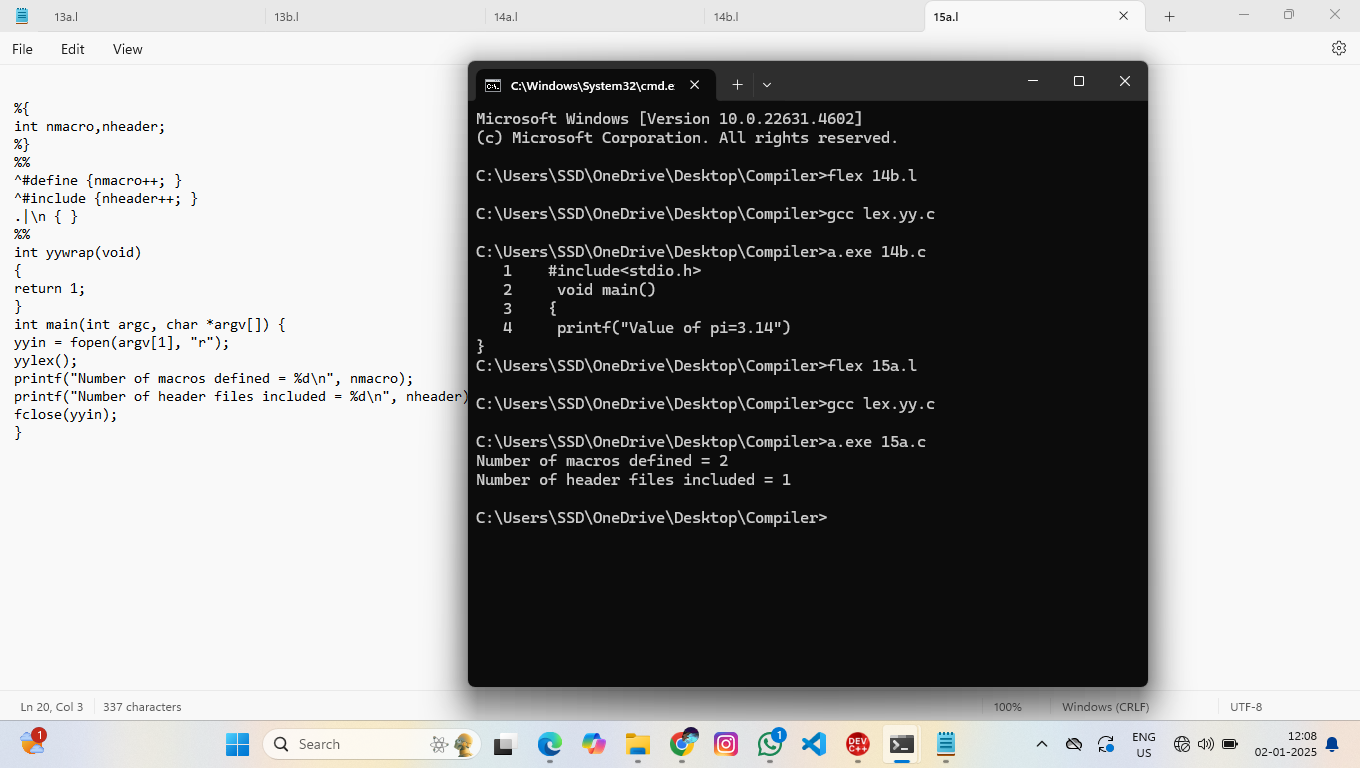 13a.l
13b.l
14a.l
14b.l
15a.l
File
Edit
View
%{
int nmacro,nheader;
%}
%%
^#define {nmacro++; }
^#include {nheader++; }
.|\n { }
%%
int yywrap(void)
{
return 1;
}
int main(int argc, char *argv[]) {
yyin = fopen(argv[1], "r");
yylex();
printf("Number of macros defined = %d\n", nmacro);
printf("Number of header files included = %d\n", nheader)
fclose(yyin);
}
C:\Windows\System32\cmd.e
Microsoft Windows [Version 10.0.22631.4602]
(c) Microsoft Corporation. All rights reserved.
C:\Users\SSD\OneDrive\Desktop\Compiler>flex 14b.l
C:\Users\SSD\OneDrive\Desktop\Compiler>gcc lex.yy.c
C:\Users\SSD\OneDrive\Desktop\Compiler>a.exe 14b.c
1 #include<stdio.h>
2 void main()
3 {
4 printf("Value of pi=3.14")
}
C:\Users\SSD\OneDrive\Desktop\Compiler>flex 15a.l
C:\Users\SSD\OneDrive\Desktop\Compiler>gcc lex.yy.c
C:\Users\SSD\OneDrive\Desktop\Compiler>a.exe 15a.c
Number of macros defined = 2
Number of header files included = 1
C:\Users\SSD\OneDrive\Desktop\Compiler>
Ln 20, Col 3
337 characters
100%
Windows (CRLF)
UTF-8
1
Search
1
DEV
C++
ENG
US
12:08
02-01-2025